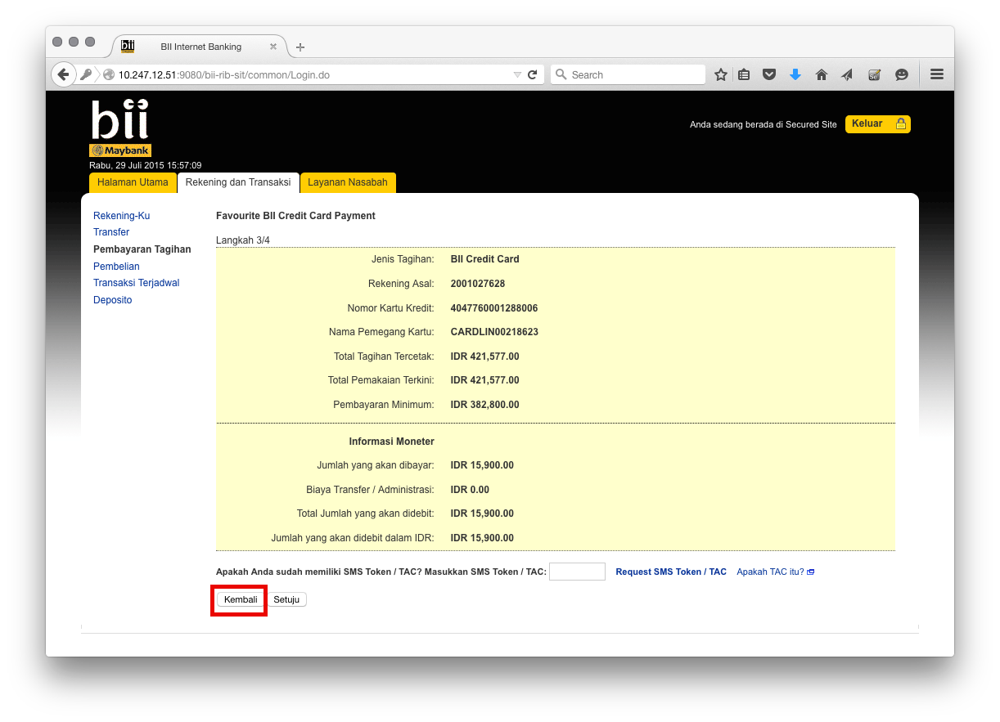 bii
BII Internet Banking
10.247.12.51:9080/bii-rib-sit/common/Login.do
Search
Se
bii
Maybank
Anda sedang berada di Secured Site
Keluar
Rabu, 29 Juli 2015 15:57:09
Halaman Utama
Rekening dan Transaksi
Layanan Nasabah
Rekening-Ku
Transfer
Pembayaran Tagihan
Pembelian
Transaksi Terjadwal
Deposito
Favourite BII Credit Card Payment
Langkah 3/4
Jenis Tagihan: BII Credit Card
Rekening Asal: 2001027628
Nomor Kartu Kredit: 4047760001288006
Nama Pemegang Kartu: CARDLIN00218623
Total Tagihan Tercetak: IDR 421,577.00
Total Pemakaian Terkini: IDR 421,577.00
Pembayaran Minimum: IDR 382,800.00
Informasi Moneter
Jumlah yang akan dibayar: IDR 15,900.00
Biaya Transfer / Administrasi: IDR 0.00
Total Jumlah yang akan didebit: IDR 15,900.00
Jumlah yang akan didebit dalam IDR: IDR 15,900.00
Apakah Anda sudah memiliki SMS Token / TAC? Masukkan SMS Token / TAC: Request SMS Token / TAC Apakah TAC itu?
Kembali Setuju